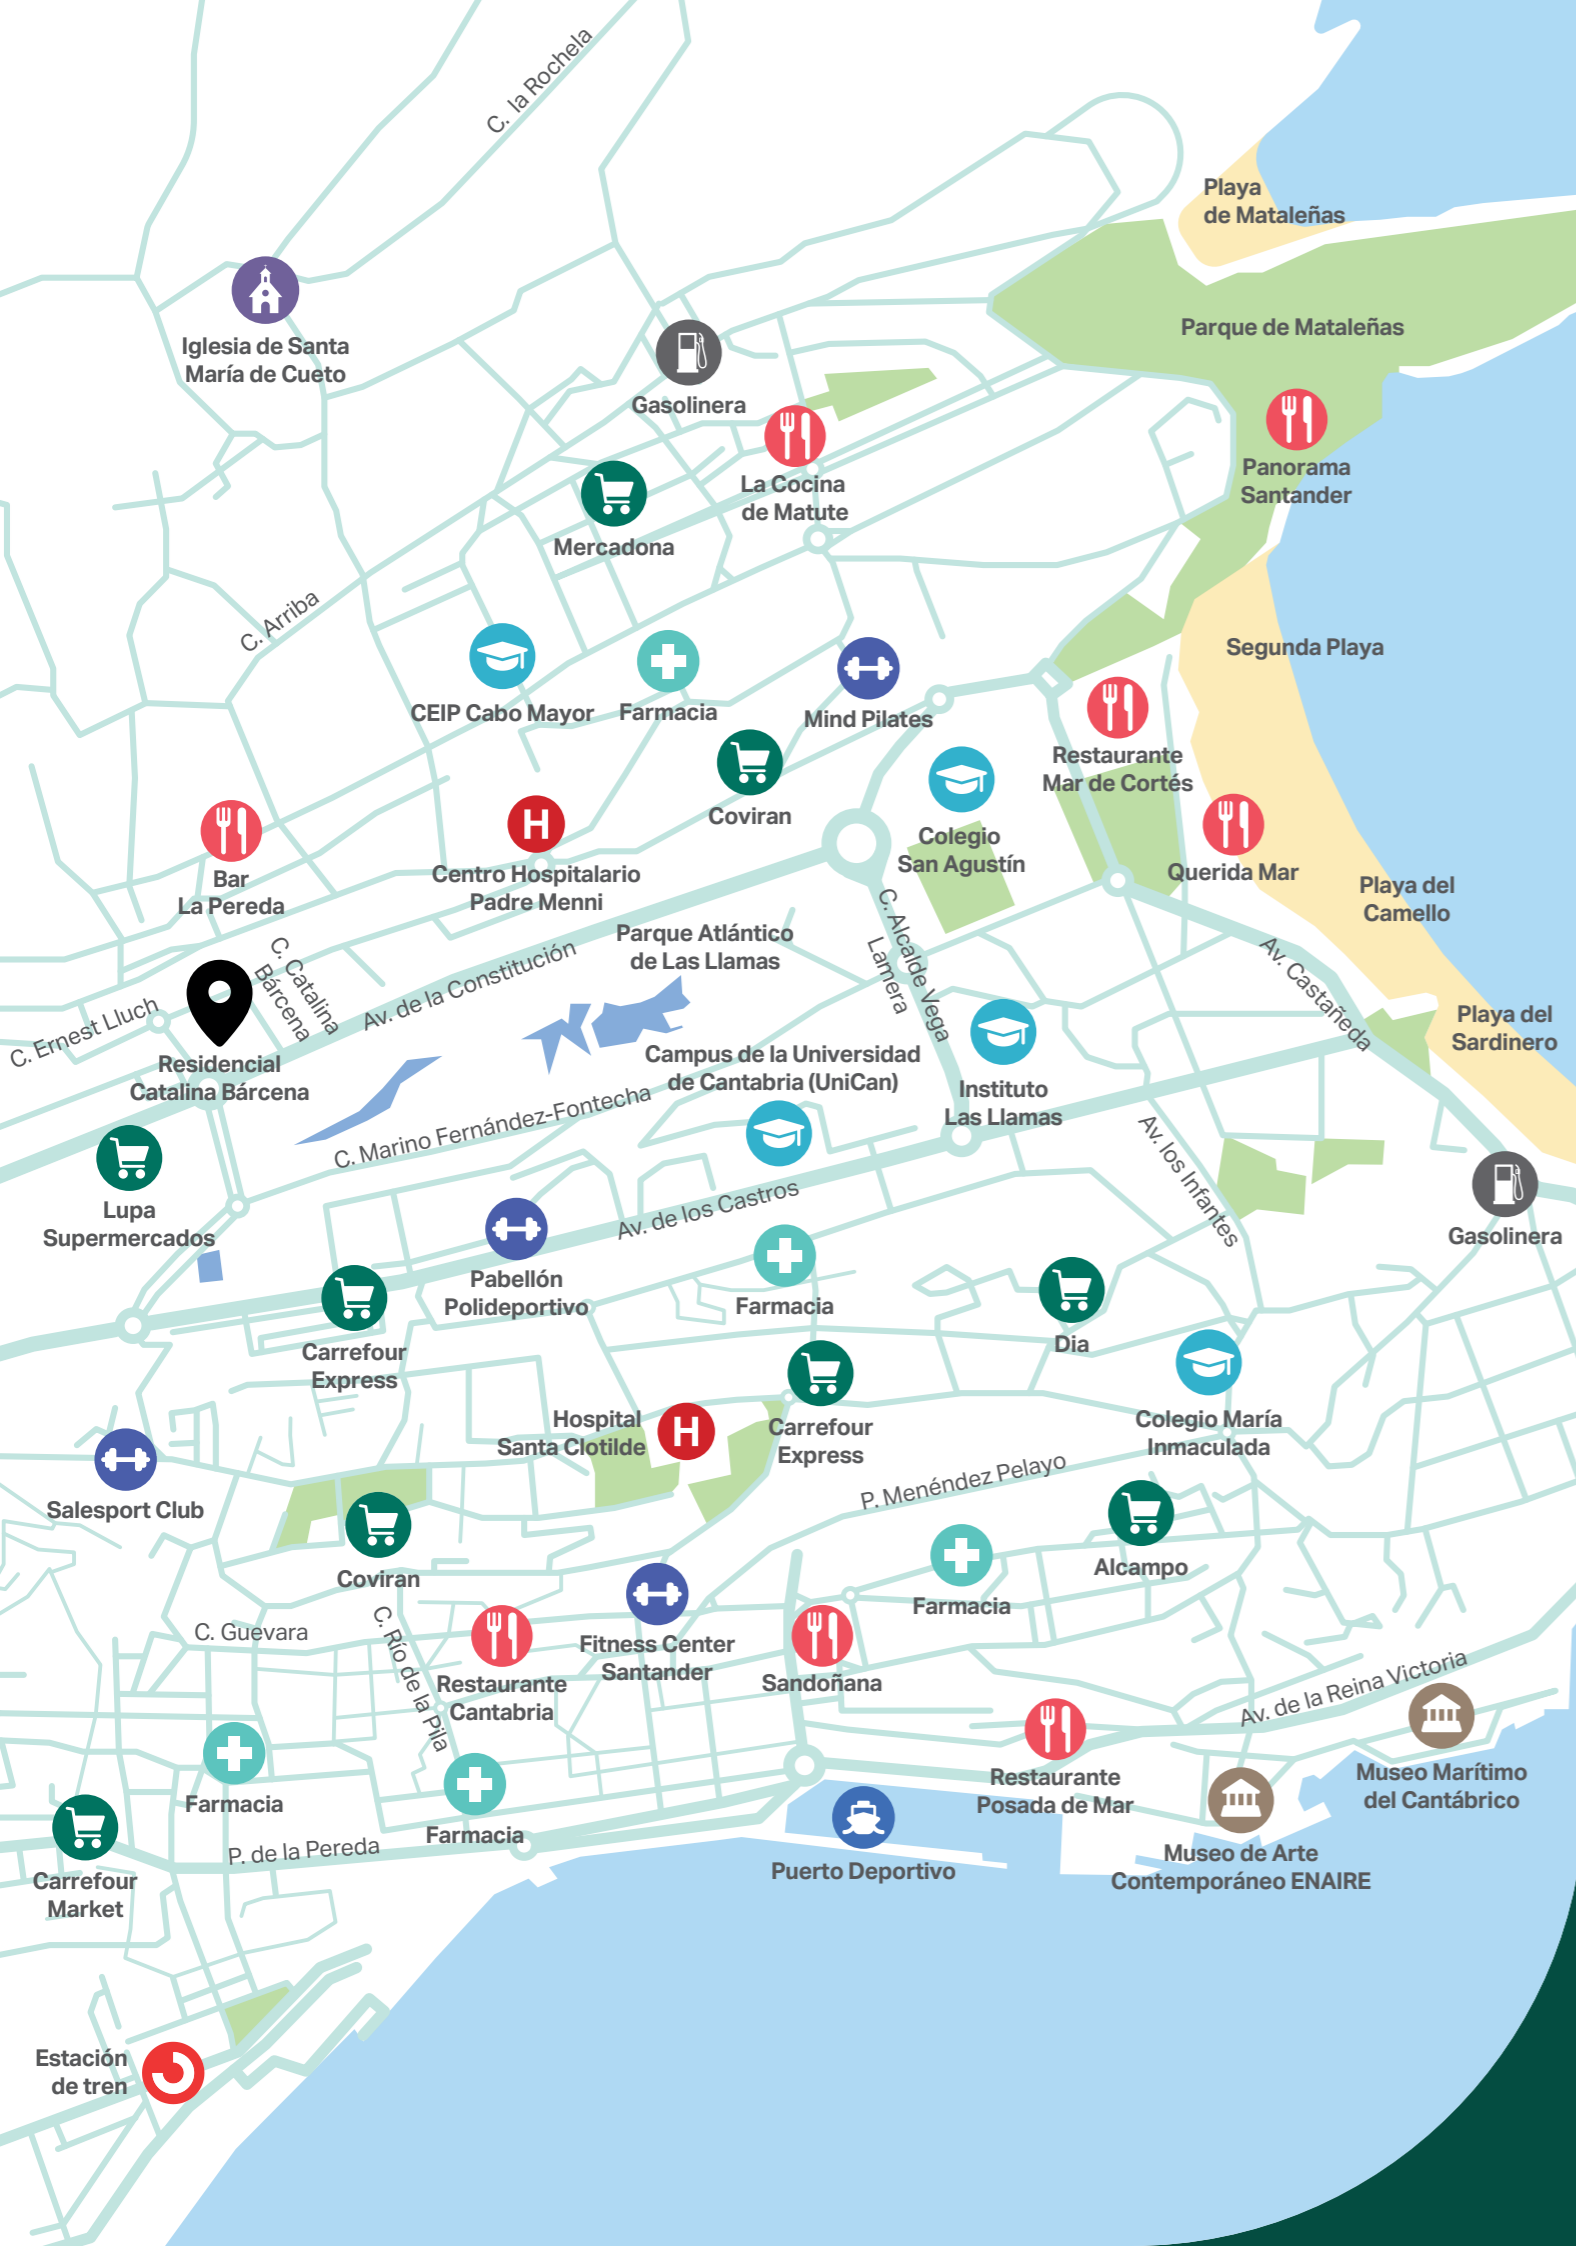 C. la Rochela
Playa
de Mataleñas
Parque de Mataleñas
Iglesia de Santa
María de Cueto
Gasolinera
La Cocina
de Matute
Panorama
Santander
Mercadona
C. Arriba
Segunda Playa
CEIP Cabo Mayor
Farmacia
Mind Pilates
Restaurante
Mar de Cortés
Coviran
Colegio
San Agustín
Querida Mar
Bar
La Pereda
H
Centro Hospitalario
Padre Menni
Playa del
Camello
Parque Atlántico
de Las Llamas
C. Alcalde Vega
Lamera
C. Catalina
Bárcena
Av. de la Constitución
Av. Castañeda
C. Ernest Lluch
Playa del
Sardinero
Residencial
Catalina Bárcena
Campus de la Universidad
de Cantabria (UniCan)
Instituto
Las Llamas
C. Marino Fernández-Fontecha
Av. los Infantes
Lupa
Supermercados
Av. de los Castros
Gasolinera
Pabellón
Polideportivo
Farmacia
Dia
Carrefour
Express
Hospital
Santa Clotilde
H
Carrefour
Express
Colegio María
Inmaculada
Salesport Club
P. Menéndez Pelayo
Coviran
Alcampo
Farmacia
C. Guevara
C. Río de la Pila
Fitness Center
Santander
Restaurante
Cantabria
Sandoñana
Av. de la Reina Victoria
Farmacia
Farmacia
Restaurante
Posada de Mar
Museo Marítimo
del Cantábrico
P. de la Pereda
Puerto Deportivo
Museo de Arte
Contemporáneo ENAIRE
Carrefour
Market
Estación
de tren